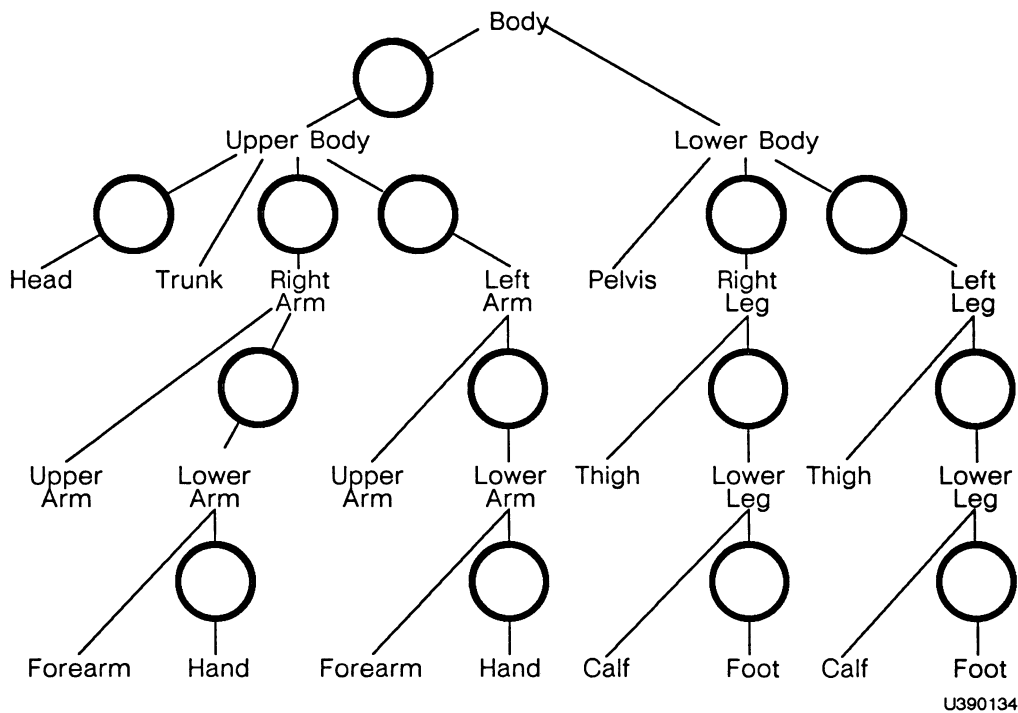 Body
Upper Body
Lower Body
Head
Trunk
Right
Arm
Left
Arm
Pelvis
Right
Leg
Left
Leg
Upper
Arm
Lower
Arm
Upper
Arm
Lower
Arm
Thigh
Lower
Leg
Thigh
Lower
Leg
Forearm
Hand
Forearm
Hand
Calf
Foot
Calf
Foot
U390134